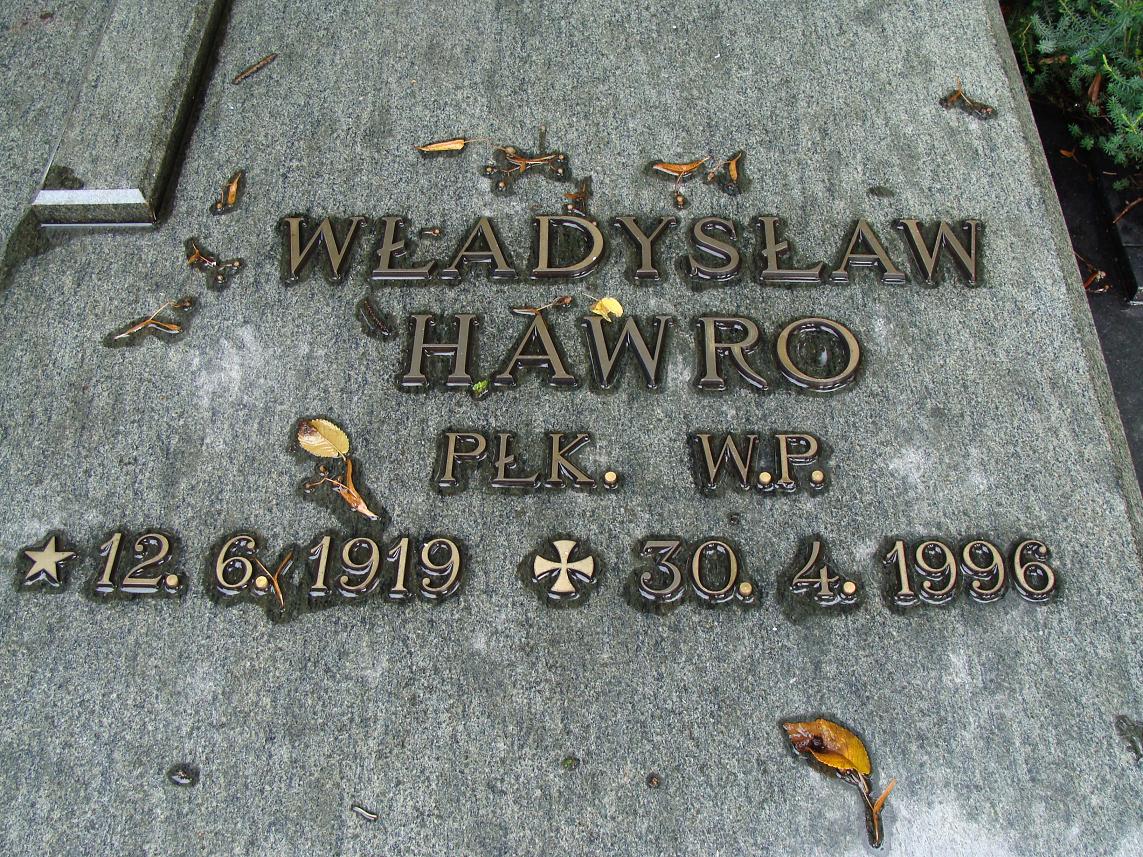 WŁADYSŁAW
HAWRO
PŁK. W.P.
★ 12. 6. 1919 ✠ 30. 4. 1996